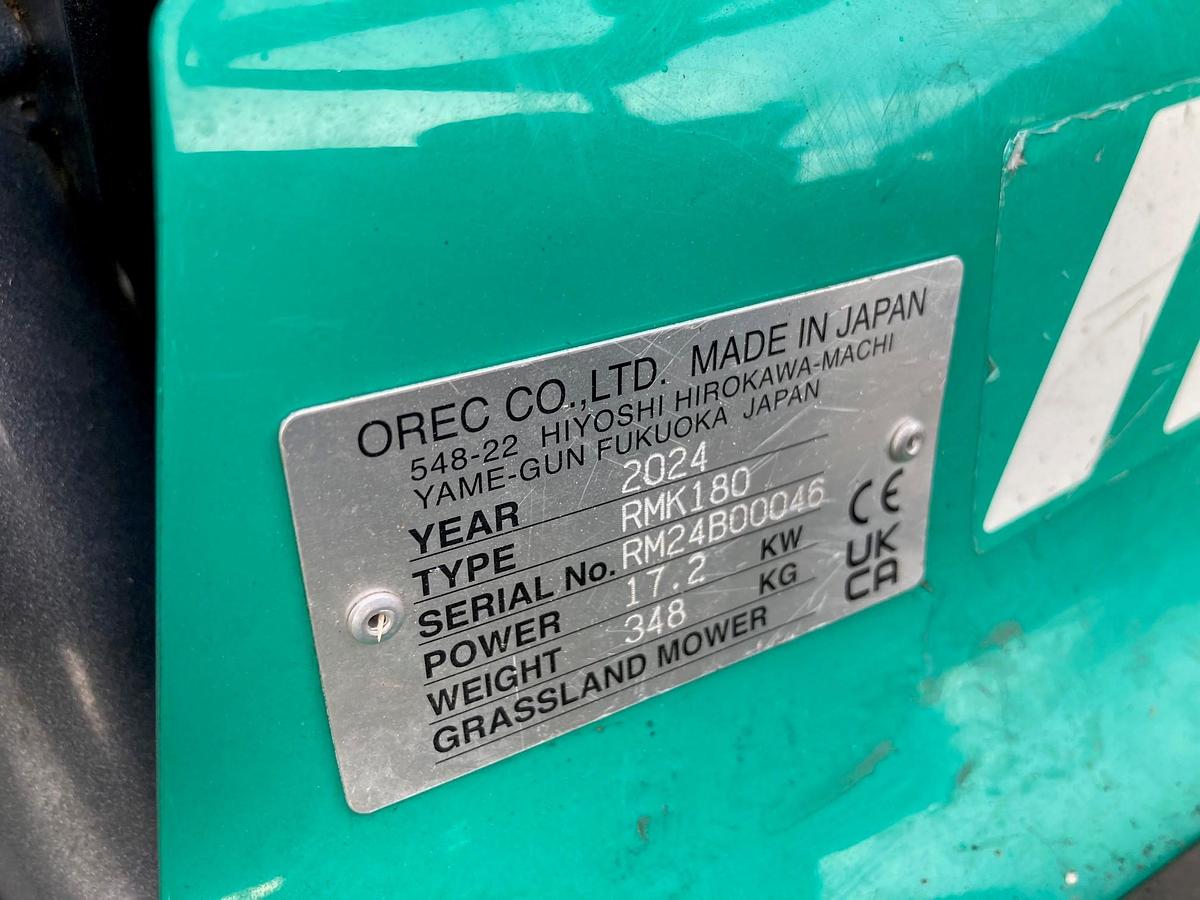 OREC CO.,LTD. MADE IN JAPAN
548-22 HIYOSHI HIROKAWA-MACHI
YAME-GUN FUKUOKA JAPAN
YEAR 2024
TYPE RMK180
SERIAL No. RM24B00046
POWER 17.2 KW
WEIGHT 348 KG
GRASSLAND MOWER
CE
UK
CA